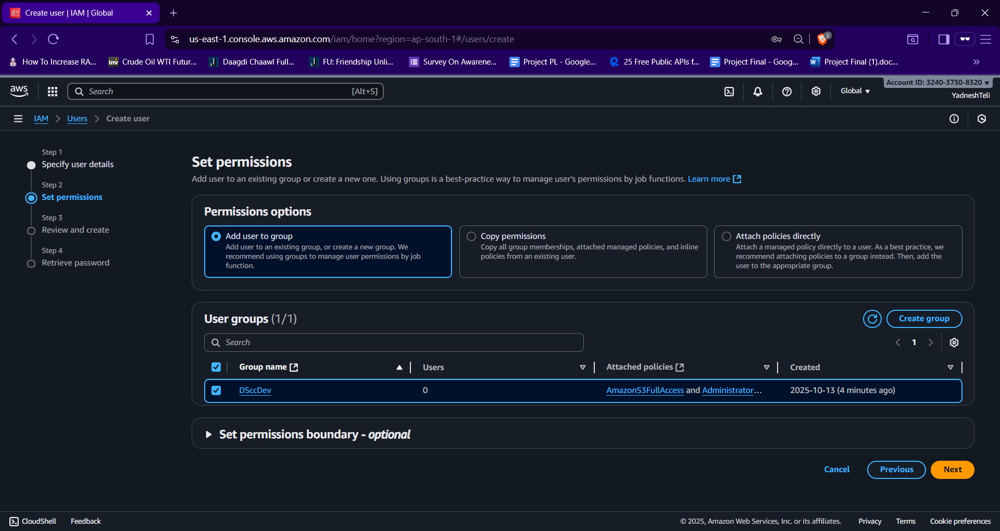 Create user | IAM | Global
us-east-1.console.aws.amazon.com/iam/home?region=ap-south-1#/users/create
3
How To Increase RA...
Inv
Crude Oil WTI Futur...
Daagdi Chaawl Full...
FU: Friendship Unli...
Survey On Awarene...
Project PL - Google...
25 Free Public APIs f...
Project Final - Goog...
Project Final (1).doc...
aws
Search
[Alt+S]
Global
Account ID: 3240-3730-8320
YadneshTeli
IAM
Users
Create user
Step 1
Specify user details
Step 2
Set permissions
Step 3
Review and create
Step 4
Retrieve password
Set permissions
Add user to an existing group or create a new one. Using groups is a best-practice way to manage user's permissions by job functions. Learn more
Permissions options
Add user to group
Add user to an existing group, or create a new group. We
recommend using groups to manage user permissions by job
function.
Copy permissions
Copy all group memberships, attached managed policies, and inline
policies from an existing user.
Attach policies directly
Attach a managed policy directly to a user. As a best practice, we
recommend attaching policies to a group instead. Then, add the
user to the appropriate group.
User groups (1/1)
Create group
Search
1
Group name
Users
Attached policies
Created
DSccDev
0
AmazonS3FullAccess and Administrator...
2025-10-13 (4 minutes ago)
Set permissions boundary - optional
Cancel
Previous
Next
CloudShell
Feedback
© 2025, Amazon Web Services, Inc. or its affiliates.
Privacy
Terms
Cookie preferences